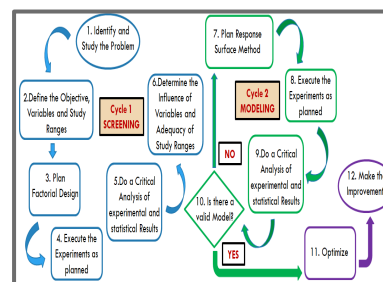 1. Identify and
Study the Problem
2.Define the Objective,
Variables and Study
Ranges
3. Plan
Factorial Design
4. Execute the
Experiments as
planned
Cycle 1
SCREENING
5.Do a Critical
Analysis of
experimental and
statistical Results
6.Determine the
Influence of
Variables and
Adequacy of
Study Ranges
7. Plan Response
Surface Method
Cycle 2
MODELING
8. Execute the
Experiments as
planned
9.Do a Critical
Analysis of
experimental and
statistical Results
NO
10. Is there a
valid Model?
YES
11. Optimize
12. Make the
Improvement